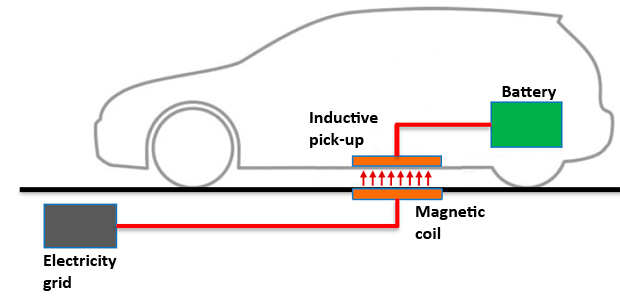 Battery
Inductive
pick-up
Magnetic
coil
Electricity
grid